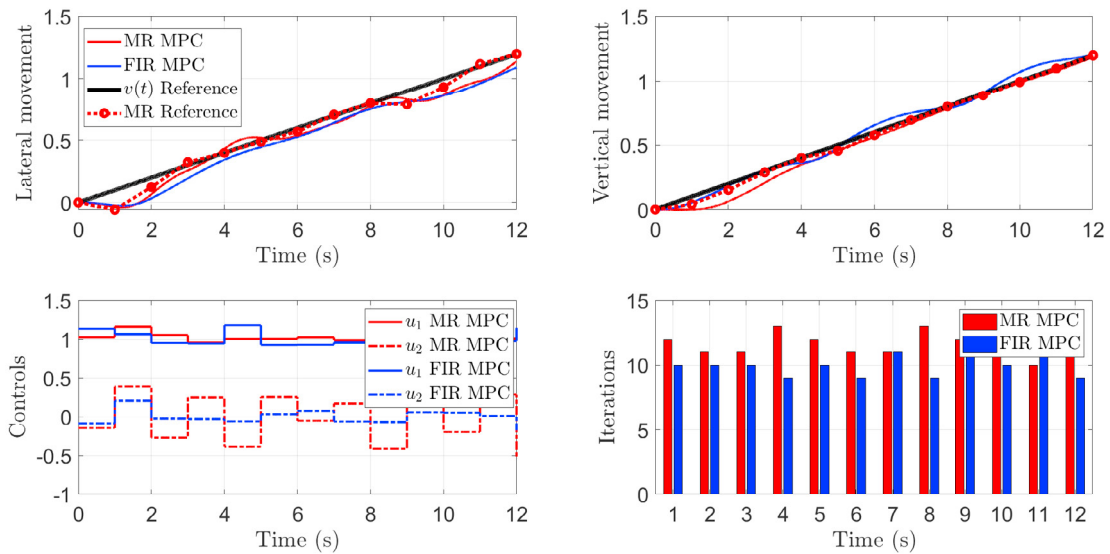 Lateral movement
1.5
1
0.5
0
MR MPC
FIR MPC
v(t) Reference
MR Reference
0 2 4 6 8 10 12
Time (s)
Vertical movement
1.5
1
0.5
0
0 2 4 6 8 10 12
Time (s)
Controls
1.5
1
0.5
0
-0.5
-1
u₁ MR MPC
u₂ MR MPC
u₁ FIR MPC
u₂ FIR MPC
0 2 4 6 8 10 12
Time (s)
Iterations
15
10
5
0
MR MPC
FIR MPC
1 2 3 4 5 6 7 8 9 10 11 12
Time (s)